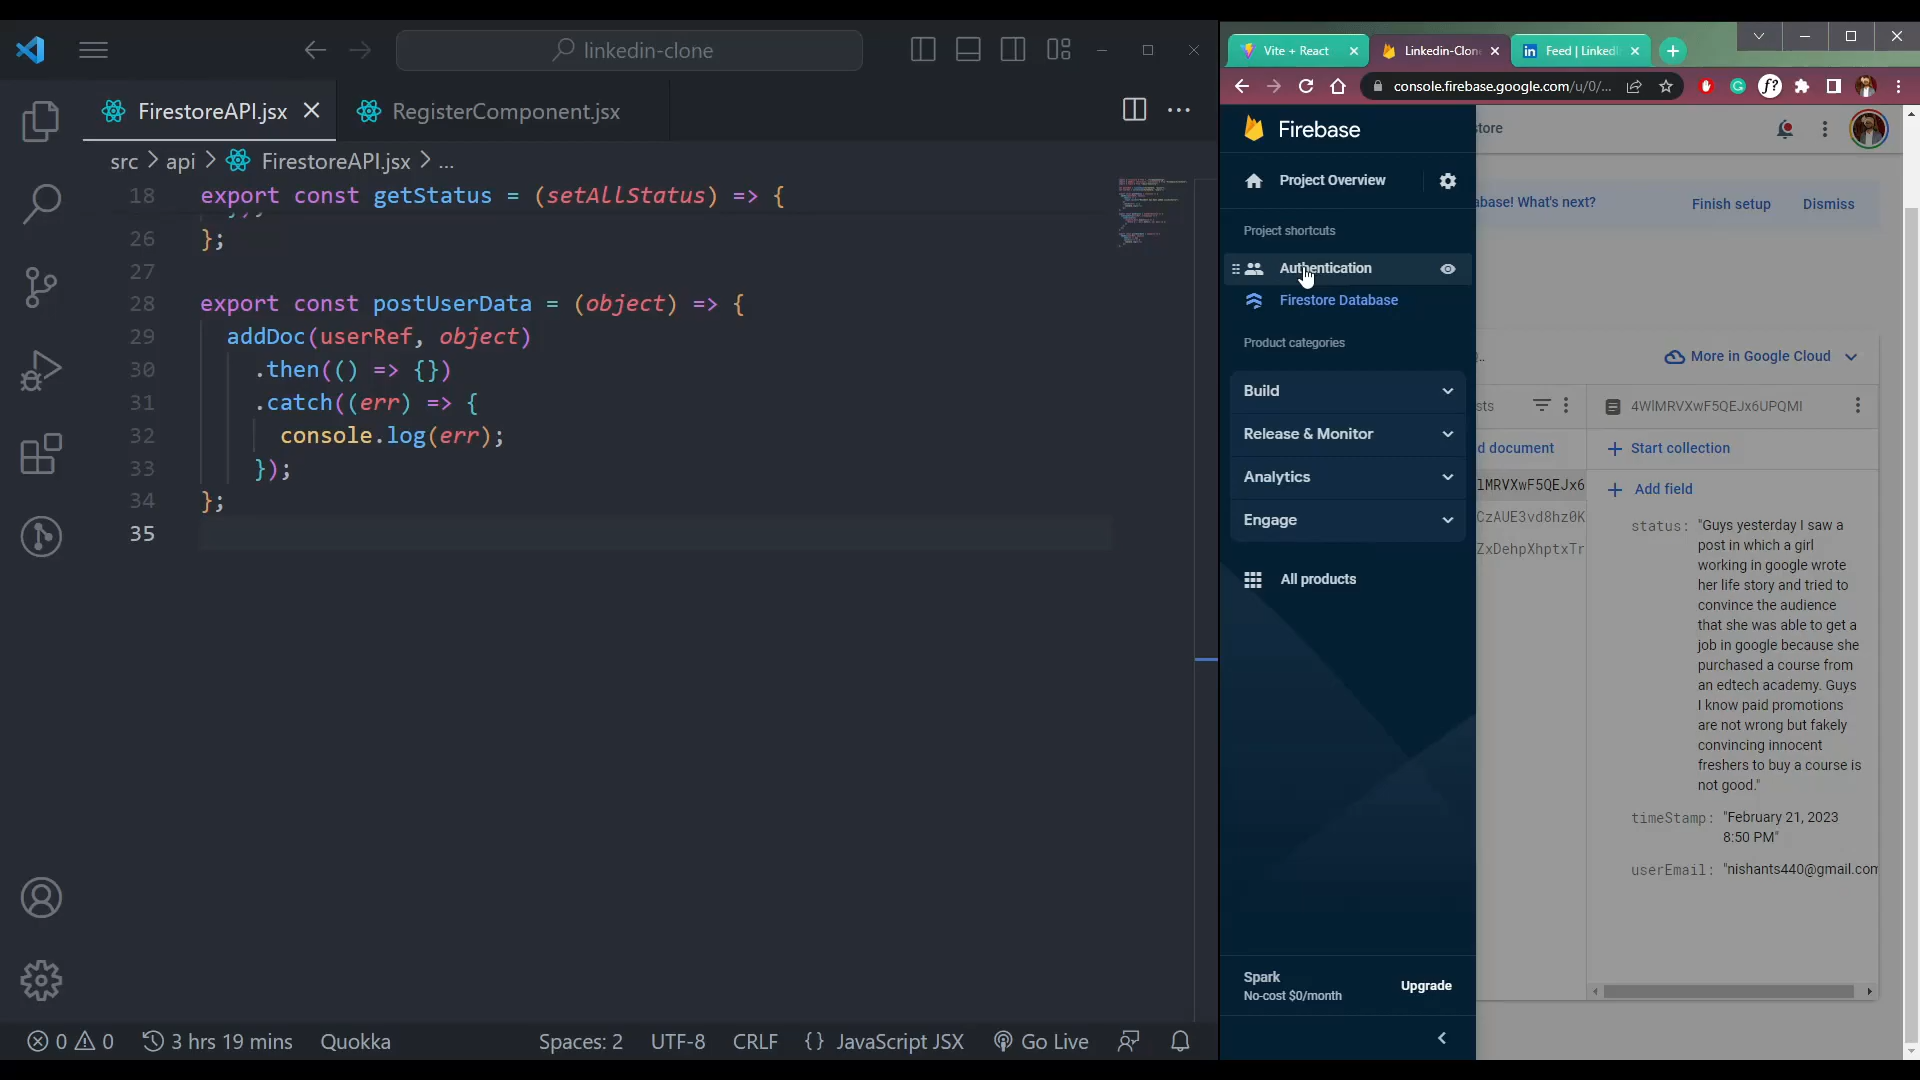 linkedin-clone
FirestoreAPI.jsx
RegisterComponent.jsx
src > api > FirestoreAPI.jsx > ...
18 export const getStatus = (setAllStatus) => {
26 };
27
28 export const postUserData = (object) => {
29 addDoc(userRef, object)
30 .then(() => {})
31 .catch((err) => {
32 console.log(err);
33 });
34 };
35
0 0 3 hrs 19 mins Quokka Spaces: 2 UTF-8 CRLF {} JavaScript JSX Go Live
Vite + React
Linkedin-Clon
Feed | Linked
console.firebase.google.com/u/0/...
Firebase
store
Project Overview
abase! What's next?
Finish setup
Dismiss
Project shortcuts
Authentication
Firestore Database
Product categories
Build
Release & Monitor
Analytics
Engage
All products
Spark
No-cost $0/month
Upgrade
More in Google Cloud
sts
4WlMRVXwF5QEJx6UPQMI
d document
Start collection
lMRVXwF5QEJx6
CzAUE3vd8hz0K
ZxDehpXhptxTr
Add field
status: "Guys yesterday I saw a
post in which a girl
working in google wrote
her life story and tried to
convince the audience
that she was able to get a
job in google because she
purchased a course from
an edtech academy. Guys
I know paid promotions
are not wrong but fakely
convincing innocent
freshers to buy a course is
not good."
timeStamp: "February 21, 2023
8:50 PM"
userEmail: "nishants440@gmail.com